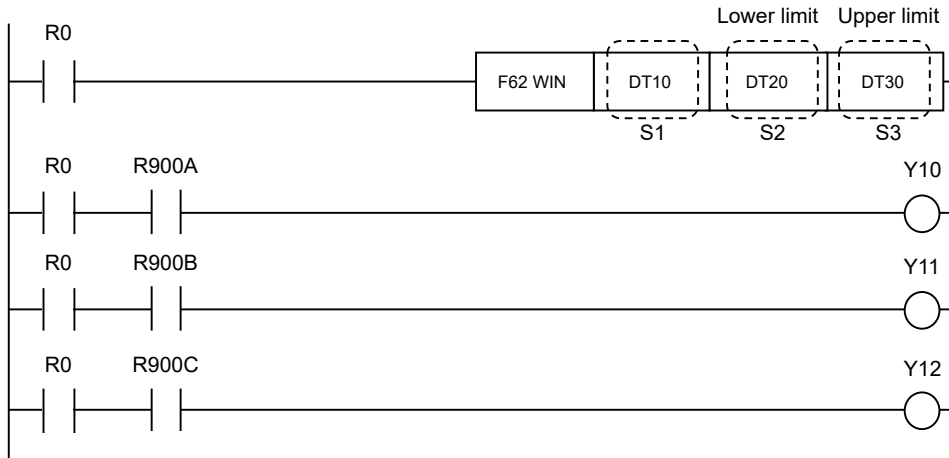 Lower limit Upper limit
R0
F62 WIN DT10 DT20 DT30
S1 S2 S3
R0 R900A Y10
R0 R900B Y11
R0 R900C Y12